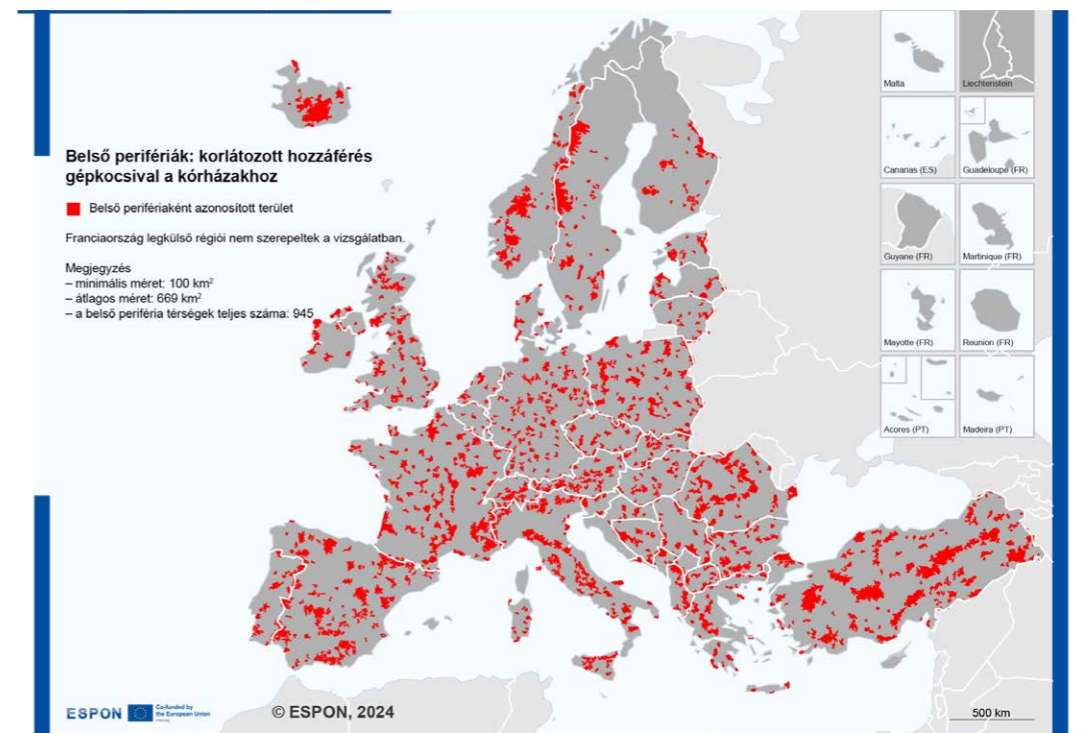 Belső perifériák: korlátozott hozzáférés
gépkocsival a kórházakhoz
Belső perifériaként azonosított terület
Franciaország legkülső régiói nem szerepeltek a vizsgálatban.
Megjegyzés
– minimális méret: 100 km²
– átlagos méret: 669 km²
– a belső periféria térségek teljes száma: 945
Malta
Liechtenstein
Canarias (ES)
Guadeloupe (FR)
Guyane (FR)
Martinique (FR)
Mayotte (FR)
Reunion (FR)
Acores (PT)
Madeira (PT)
ESPON
Co-funded by
the European Union
© ESPON, 2024
500 km